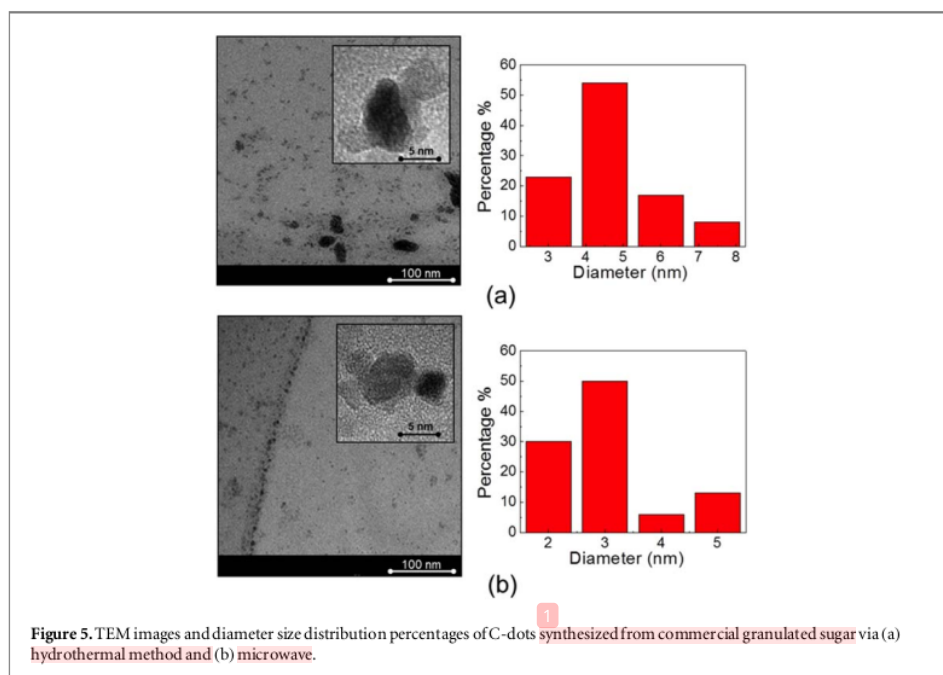 5 nm
100 nm
Percentage %
60
50
40
30
20
10
0
3 4 5 6 7 8
Diameter (nm)
(a)
5 nm
100 nm
Percentage %
60
50
40
30
20
10
0
2 3 4 5
Diameter (nm)
(b)
1
Figure 5. TEM images and diameter size distribution percentages of C-dots synthesized from commercial granulated sugar via (a)
hydrothermal method and (b) microwave.